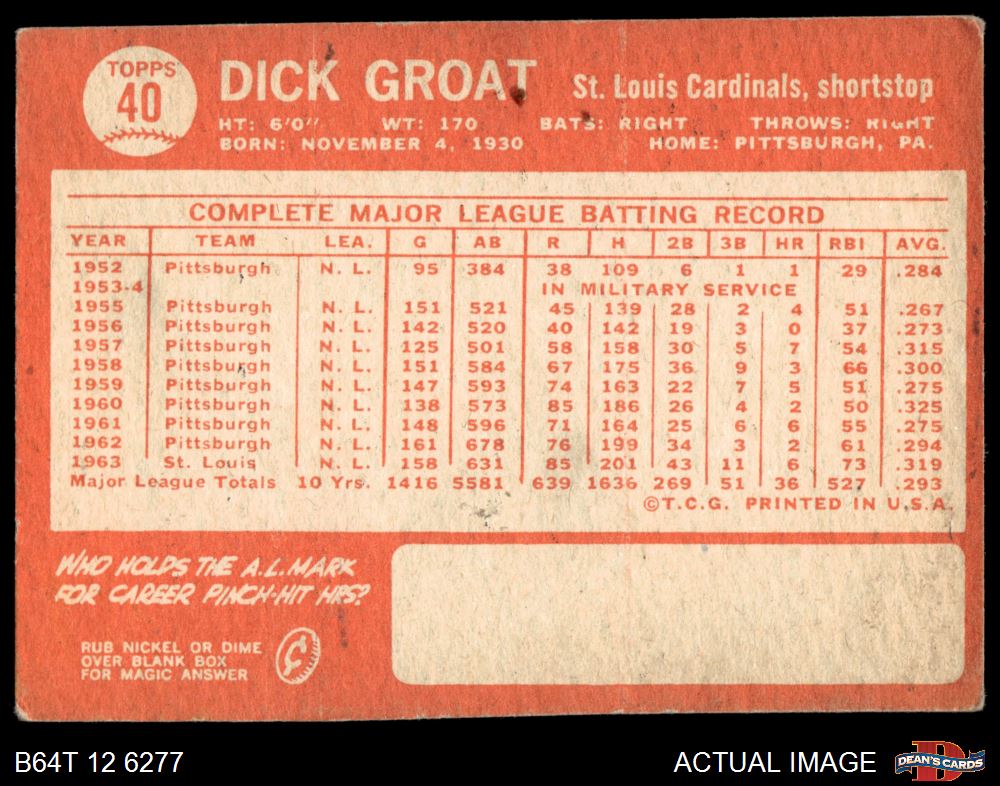 TOPPS
40
DICK GROAT St. Louis Cardinals, shortstop
HT: 6'0" WT: 170 BATS: RIGHT THROWS: RIGHT
BORN: NOVEMBER 4, 1930 HOME: PITTSBURGH, PA.
COMPLETE MAJOR LEAGUE BATTING RECORD
YEAR TEAM LEA. G AB R H 2B 3B HR RBI AVG.
1952 Pittsburgh N. L. 95 384 38 109 6 1 1 29 .284
1953-4 IN MILITARY SERVICE
1955 Pittsburgh N. L. 151 521 45 139 28 2 4 51 .267
1956 Pittsburgh N. L. 142 520 40 142 19 3 0 37 .273
1957 Pittsburgh N. L. 125 501 58 158 30 5 7 54 .315
1958 Pittsburgh N. L. 151 584 67 175 36 9 3 66 .300
1959 Pittsburgh N. L. 147 593 74 163 22 7 5 51 .275
1960 Pittsburgh N. L. 138 573 85 186 26 4 2 50 .325
1961 Pittsburgh N. L. 148 596 71 164 25 6 6 55 .275
1962 Pittsburgh N. L. 161 678 76 199 34 3 2 61 .294
1963 St. Louis N. L. 158 631 85 201 43 11 6 73 .319
Major League Totals 10 Yrs. 1416 5581 639 1636 269 51 36 527 .293
©T.C.G. PRINTED IN U.S.A.
WHO HOLDS THE A.L. MARK
FOR CAREER PINCH-HIT HRS?
RUB NICKEL OR DIME
OVER BLANK BOX
FOR MAGIC ANSWER
¢
B64T 12 6277 ACTUAL IMAGE
D
DEAN'S CARDS